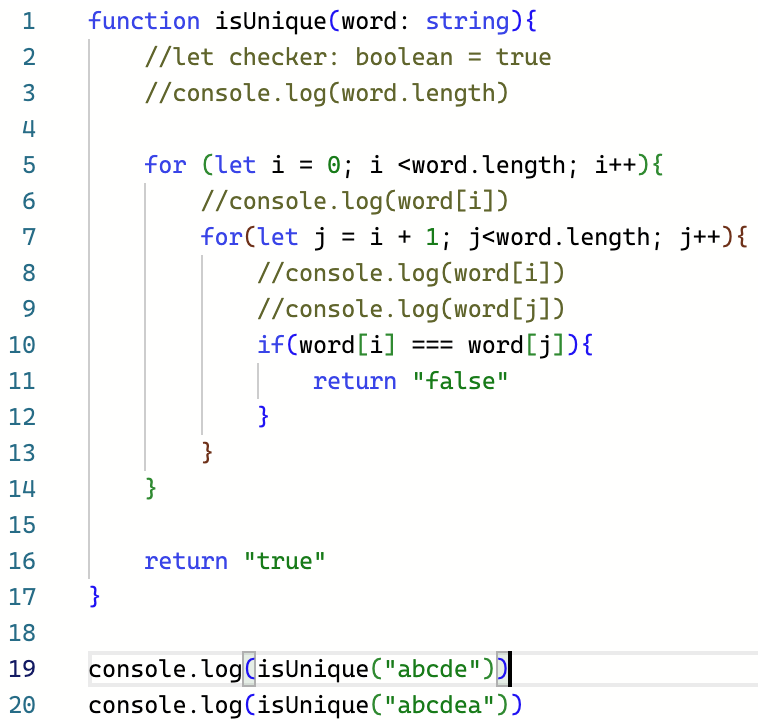 1 function isUnique(word: string){
2 //let checker: boolean = true
3 //console.log(word.length)
4
5 for (let i = 0; i <word.length; i++){
6 //console.log(word[i])
7 for(let j = i + 1; j<word.length; j++){
8 //console.log(word[i])
9 //console.log(word[j])
10 if(word[i] === word[j]){
11 return "false"
12 }
13 }
14 }
15
16 return "true"
17 }
18
19 console.log(isUnique("abcde"))
20 console.log(isUnique("abcdea"))